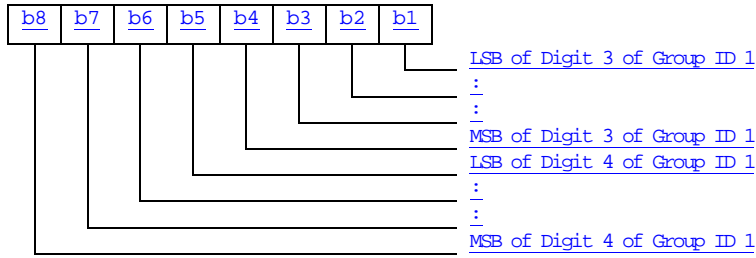 b8 b7 b6 b5 b4 b3 b2 b1
LSB of Digit 3 of Group ID 1
:
:
MSB of Digit 3 of Group ID 1
LSB of Digit 4 of Group ID 1
:
:
MSB of Digit 4 of Group ID 1